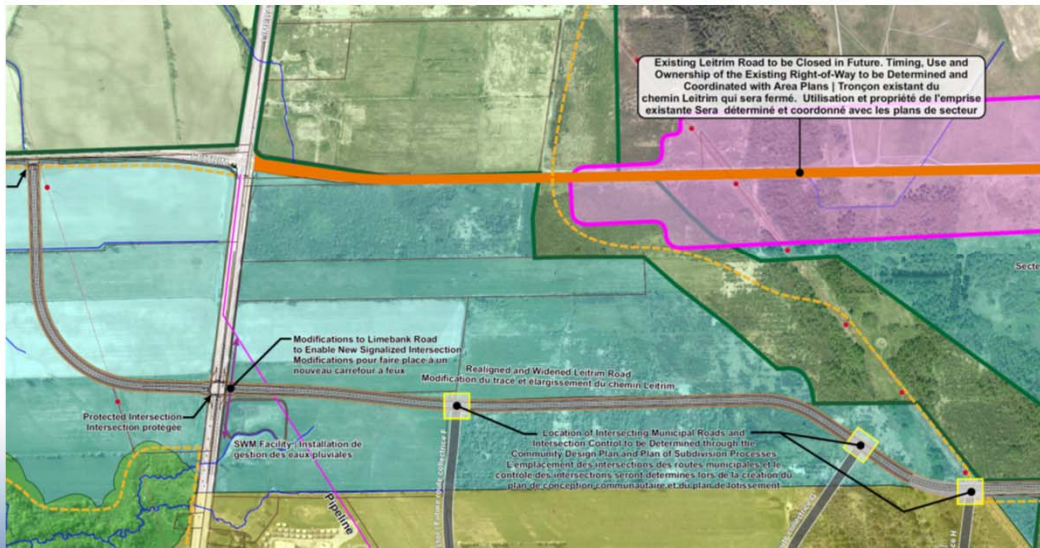 Existing Leitrim Road to be Closed in Future. Timing, Use and
Ownership of the Existing Right-of-Way to be Determined and
Coordinated with Area Plans | Tronçon existant du
chemin Leitrim qui sera fermé. Utilisation et propriété de l'emprise
existante Sera déterminé et coordonné avec les plans de secteur
Secte
Modifications to Limebank Road
to Enable New Signalized Intersection
Modifications pour faire place à un
nouveau carrefour à feux
Realigned and Widened Leitrim Road
Modification du tracé et élargissement du chemin Leitrim
Protected Intersection
Intersection protégée
SWM Facility | Installation de
gestion des eaux pluviales
Location of Intersecting Municipal Roads and
Intersection Control to be Determined through the
Community Design Plan and Plan of Subdivision Processes
L'emplacement des intersections des routes municipales et le
contrôle des intersections seront déterminés lors de la création du
plan de conception communautaire et du plan de lotissement
Pipeline